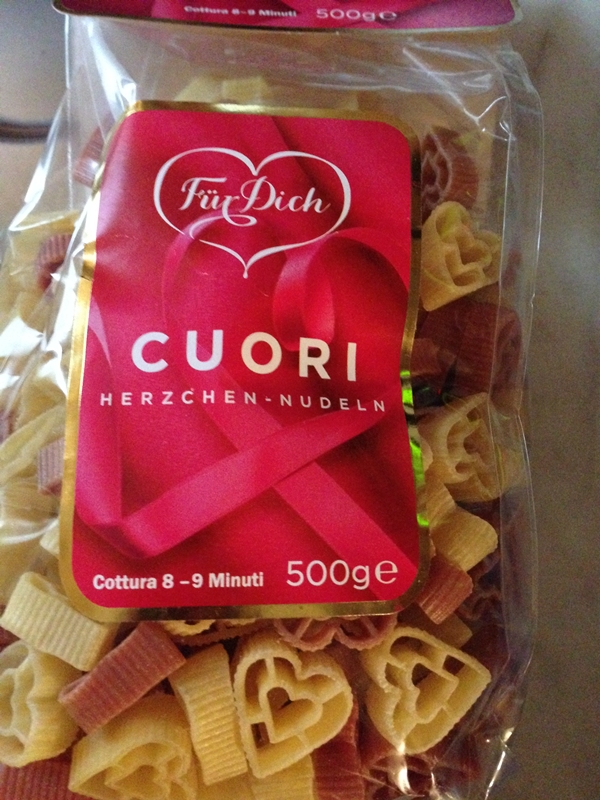 Cottura 8-9 Minuti 500g℮
Für Dich
CUORI
HERZCHEN-NUDELN
Cottura 8 –9 Minuti 500g℮